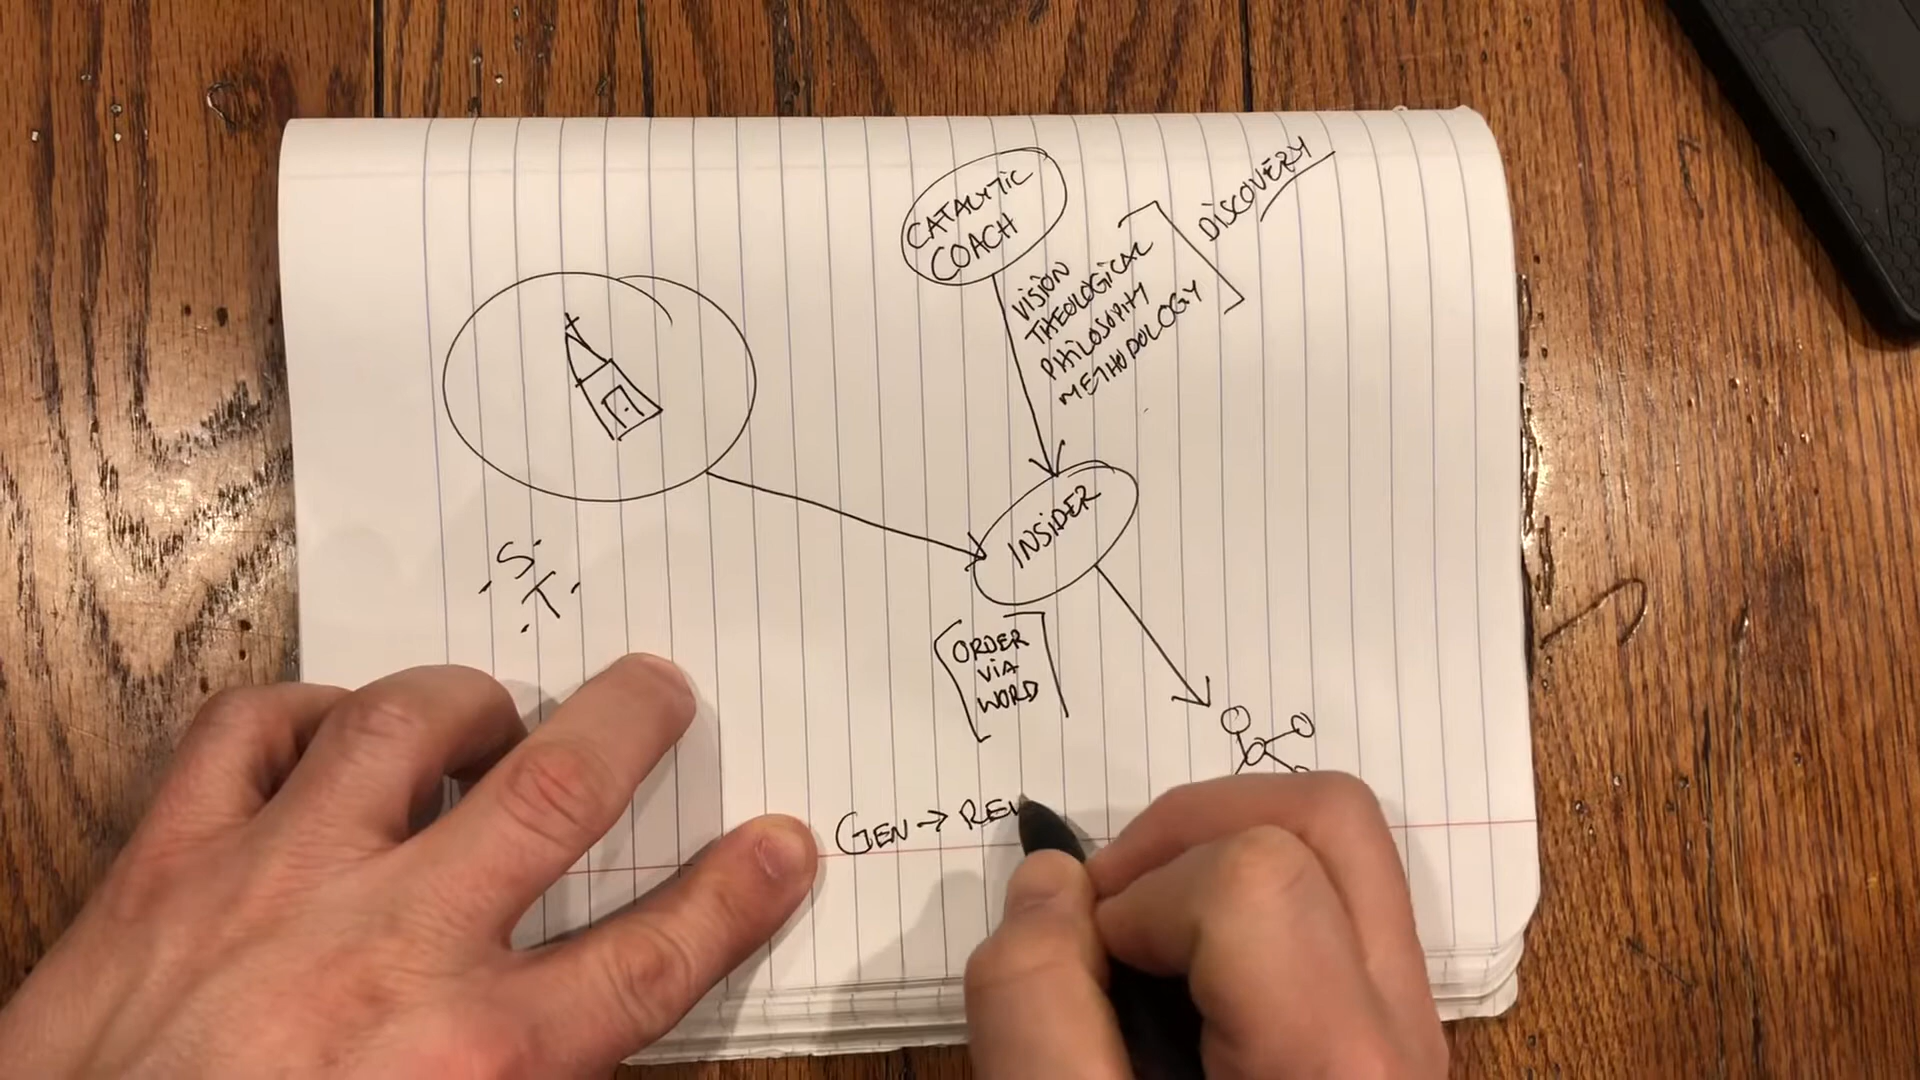 CATALYTIC
COACH
DISCOVERY
VISION
THEOLOGICAL
PHILOSOPHY
METHODOLOGY
INSIDER
S
T
ORDER
VIA
WORD
GEN → REV